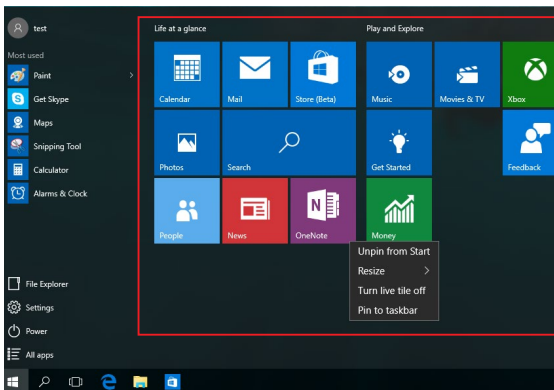 test
Most used
Paint
Get Skype
Maps
Snipping Tool
Calculator
Alarms & Clock
File Explorer
Settings
Power
All apps
Life at a glance
Play and Explore
Calendar
Mail
Store (Beta)
Music
Movies & TV
Xbox
Photos
Search
Get Started
Feedback
People
News
OneNote
Money
Unpin from Start
Resize
Turn live tile off
Pin to taskbar